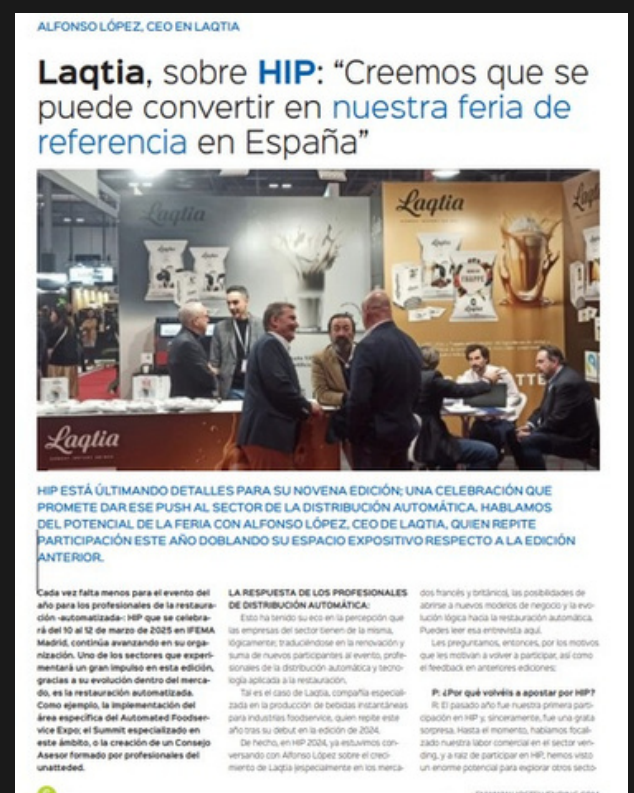 ALFONSO LÓPEZ, CEO EN LAQTIA
Laqtia, sobre HIP: “Creemos que se
puede convertir en nuestra feria de
referencia en España”
Laqtia
Laqtia
Laqtia
HIP ESTÁ ÚLTIMANDO DETALLES PARA SU NOVENA EDICIÓN; UNA CELEBRACIÓN QUE
PROMETE DAR ESE PUSH AL SECTOR DE LA DISTRIBUCIÓN AUTOMÁTICA. HABLAMOS
DEL POTENCIAL DE LA FERIA CON ALFONSO LÓPEZ, CEO DE LAQTIA, QUIEN REPITE
PARTICIPACIÓN ESTE AÑO DOBLANDO SU ESPACIO EXPOSITIVO RESPECTO A LA EDICIÓN
ANTERIOR.
Cada vez falta menos para el evento del
año para los profesionales de la restaura-
ción -automatizada-: HIP que se celebra-
rá del 10 al 12 de marzo de 2025 en IFEMA
Madrid, continúa avanzando en su orga-
nización. Uno de los sectores que experi-
mentará un gran impulso en esta edición,
gracias a su evolución dentro del merca-
do, es la restauración automatizada.
Como ejemplo, la implementación del
área específica del Automated Foodser-
vice Expo; el Summit especializado en
este ámbito, o la creación de un Consejo
Asesor formado por profesionales del
unatteded.
LA RESPUESTA DE LOS PROFESIONALES
DE DISTRIBUCIÓN AUTOMÁTICA:
Esto ha tenido su eco en la percepción que
las empresas del sector tienen de la misma,
lógicamente; traduciéndose en la renovación y
suma de nuevos participantes al evento, profe-
sionales de la distribución automática y tecno-
logía aplicada a la restauración.
Tal es el caso de Laqtia, compañía especiali-
zada en la producción de bebidas instantáneas
para industrias foodservice, quien repite este
año tras su debut en la edición de 2024.
De hecho, en HIP 2024, ya estuvimos con-
versando con Alfonso López sobre el creci-
miento de Laqtia (especialmente en los merca-
dos francés y británico), las posibilidades de
abrirse a nuevos modelos de negocio y la evo-
lución lógica hacia la restauración automática.
Puedes leer esa entrevista aquí.
Les preguntamos, entonces, por los motivos
que les motivan a volver a participar, así como
el feedback en anteriores ediciones:
P: ¿Por qué volvéis a apostar por HIP?
R: El pasado año fue nuestra primera parti-
cipación en HIP y, sinceramente, fue una grata
sorpresa. Hasta el momento, habíamos focali-
zado nuestra labor comercial en el sector ven-
ding, y a raíz de participar en HIP, hemos visto
un enorme potencial para explorar otros secto-